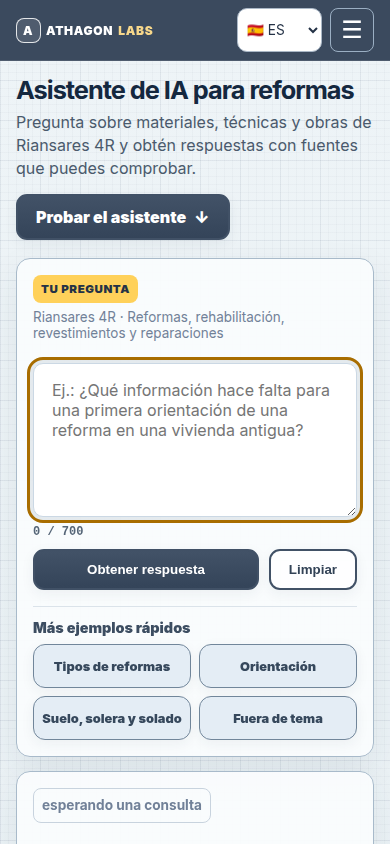 A ATHAGON LABS
🇪🇸 ES
Asistente de IA para reformas
Pregunta sobre materiales, técnicas y obras de
Riansares 4R y obtén respuestas con fuentes
que puedes comprobar.
Probar el asistente ↓
TU PREGUNTA
Riansares 4R · Reformas, rehabilitación,
revestimientos y reparaciones
Ej.: ¿Qué información hace falta para
una primera orientación de una
reforma en una vivienda antigua?
0 / 700
Obtener respuesta
Limpiar
Más ejemplos rápidos
Tipos de reformas
Orientación
Suelo, solera y solado
Fuera de tema
esperando una consulta